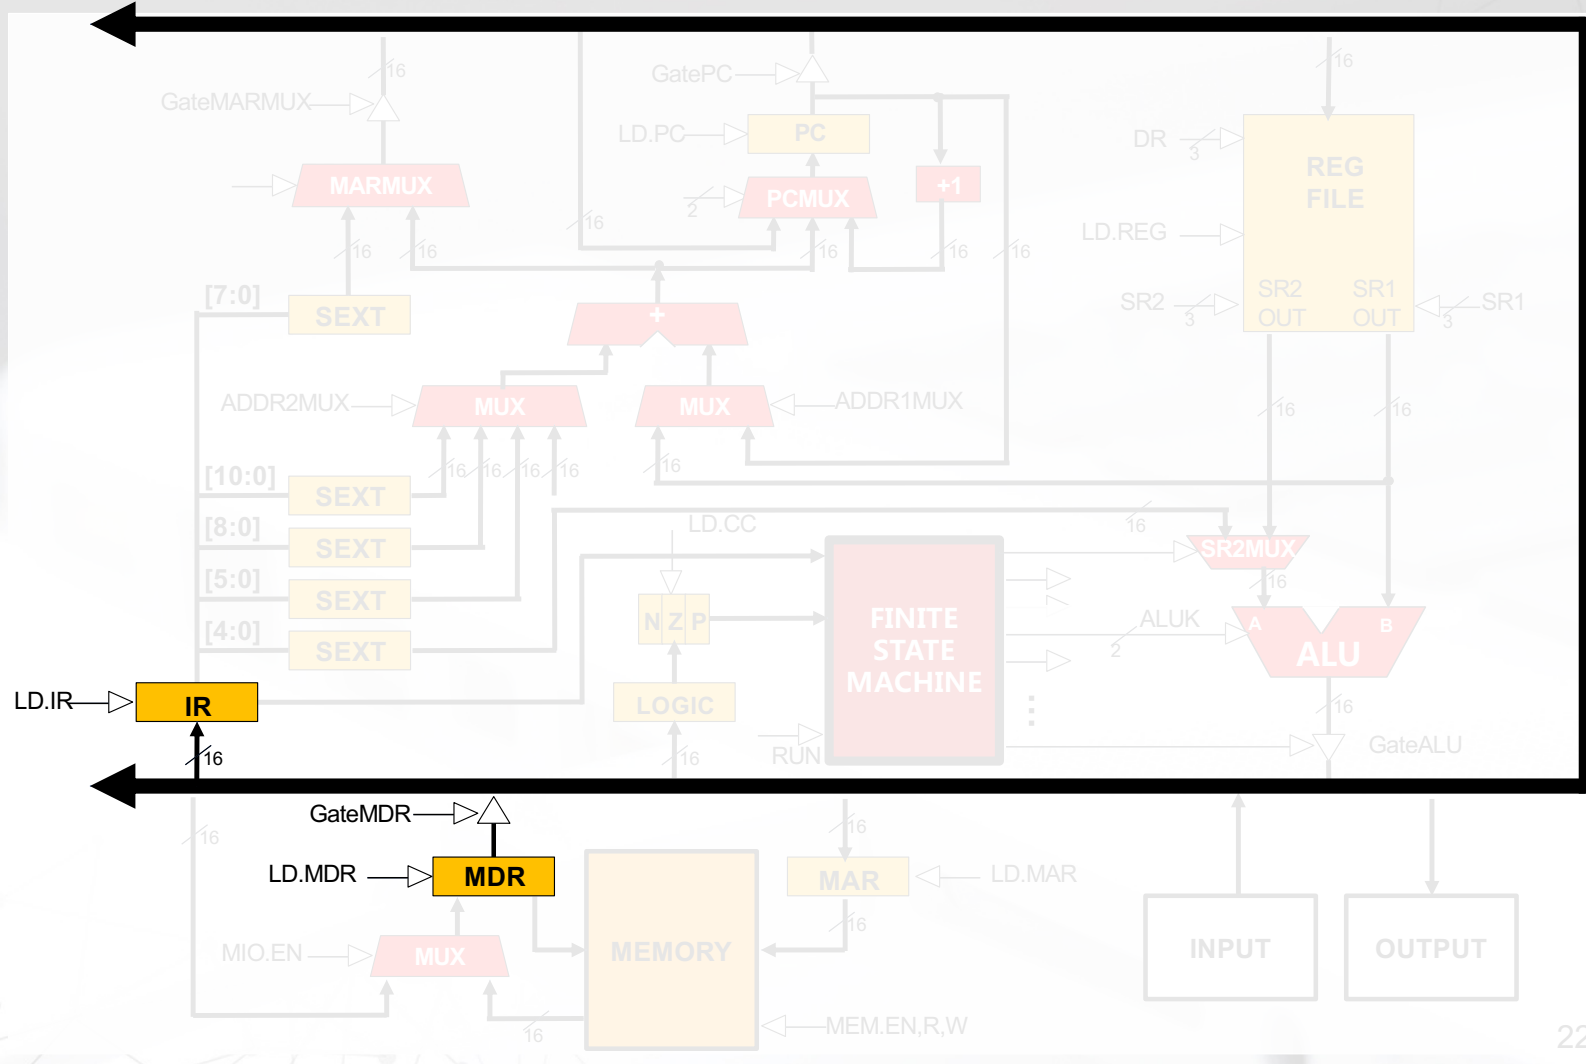 16
GatePC
16
GateMARMUX
LD.PC
PC
DR
3
REG
FILE
MARMUX
PCMUX
2
+1
16
LD.REG
16
16
16
16
16
[7:0]
SEXT
+
SR2
3
SR2
OUT
SR1
OUT
3
SR1
ADDR2MUX
MUX
MUX
ADDR1MUX
16
16
[10:0]
SEXT
16
16
16
16
16
[8:0]
SEXT
LD.CC
16
SR2MUX
[5:0]
SEXT
16
N Z P
FINITE
STATE
MACHINE
ALUK
2
A
B
ALU
[4:0]
SEXT
LD.IR
IR
LOGIC
16
16
16
RUN
GateALU
GateMDR
16
16
LD.MDR
MDR
MAR
LD.MAR
16
MIO.EN
MUX
MEMORY
INPUT
OUTPUT
16
MEM.EN,R,W
22